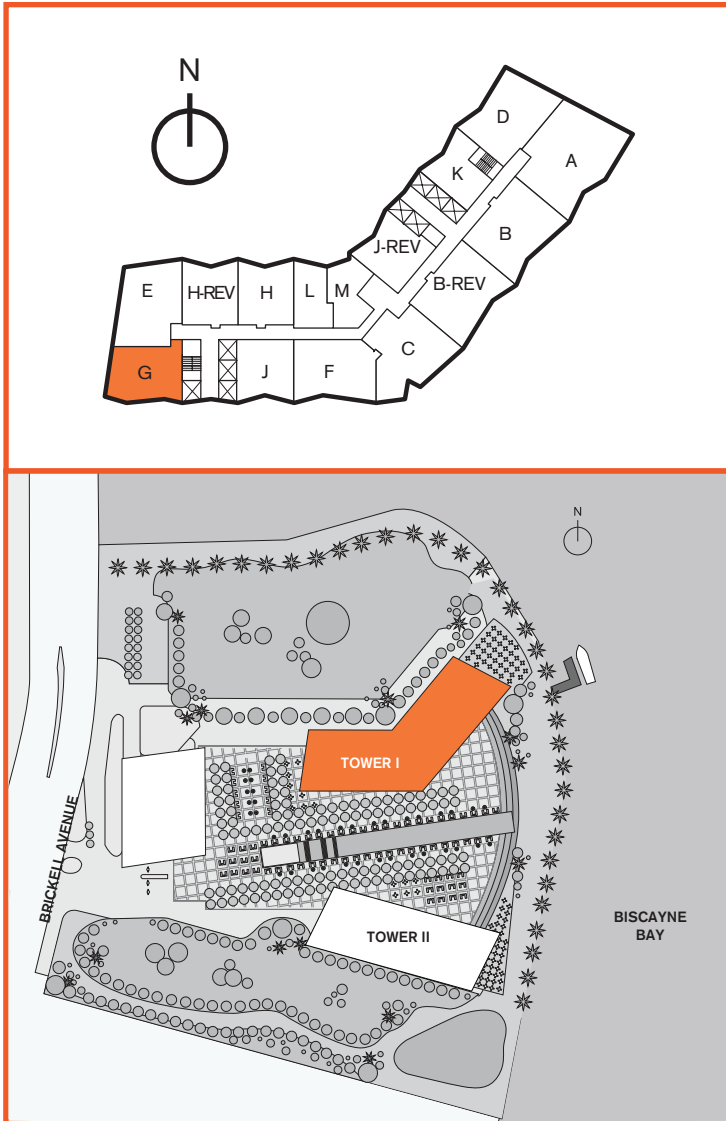 N
D
A
K
B
J-REV
B-REV
E
H-REV
H
L
M
C
G
J
F
N
TOWER I
BRICKELL AVENUE
TOWER II
BISCAYNE
BAY